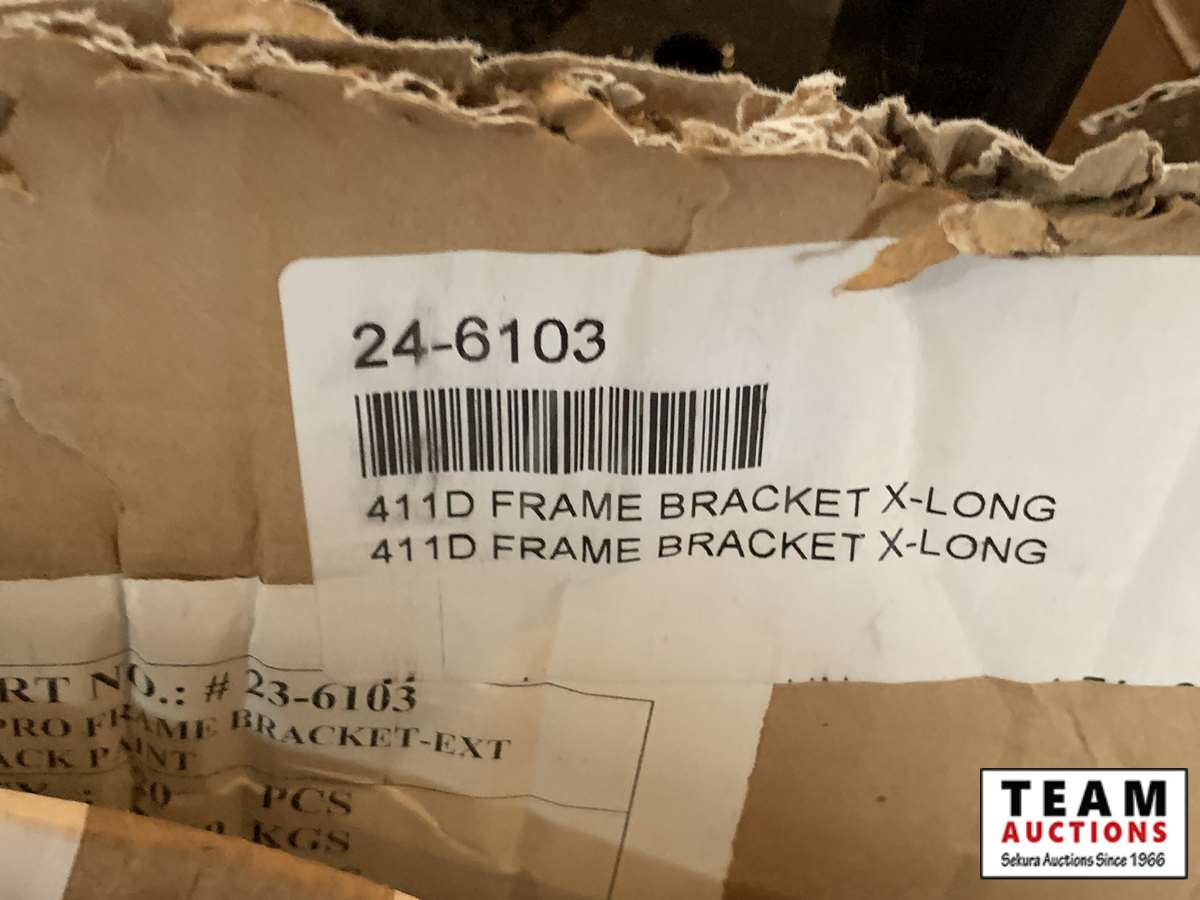 24-6103
411D FRAME BRACKET X-LONG
411D FRAME BRACKET X-LONG
RT NO.: # 23-6103
PRO FRAME BRACKET-EXT
ACK PAINT
PCS
KGS
TEAM
AUCTIONS
Sekura Auctions Since 1966